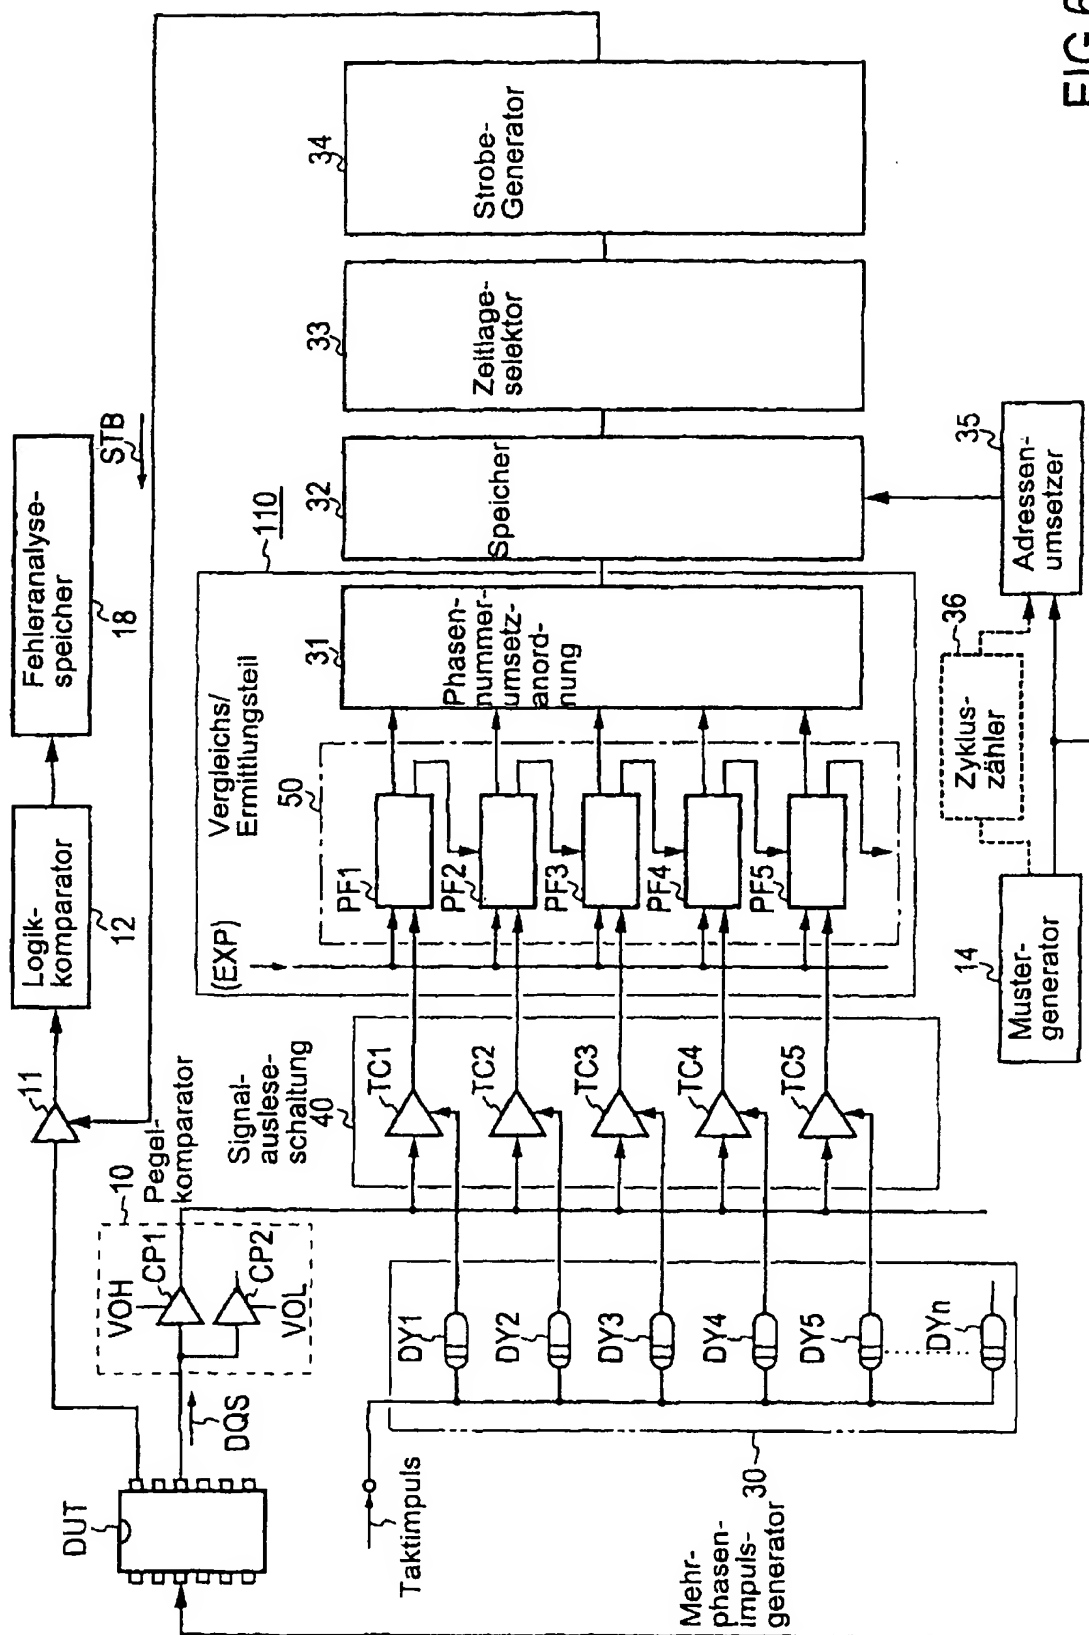 DUT
DQS
VOH
CP1
CP2
VOL
10
Pegel-
komparator
11
Logik-
komparator
12
Fehleranalyse-
speicher
18
STB
Taktimpuls
Mehr-
phasen-
impuls-
generator
30
DY1
DY2
DY3
DY4
DY5
DYn
Signal-
auslese-
schaltung
40
TC1
TC2
TC3
TC4
TC5
(EXP)
Vergleichs/
Ermittlungsteil
50
PF1
PF2
PF3
PF4
PF5
110
31
Phasen-
nummer-
umsetz-
anord-
nung
32
Speicher
33
Zeitlage-
selektor
34
Strobe-
Generator
14
Muster-
generator
Zyklus-
zähler
36
35
Adressen-
umsetzer
FIG.6